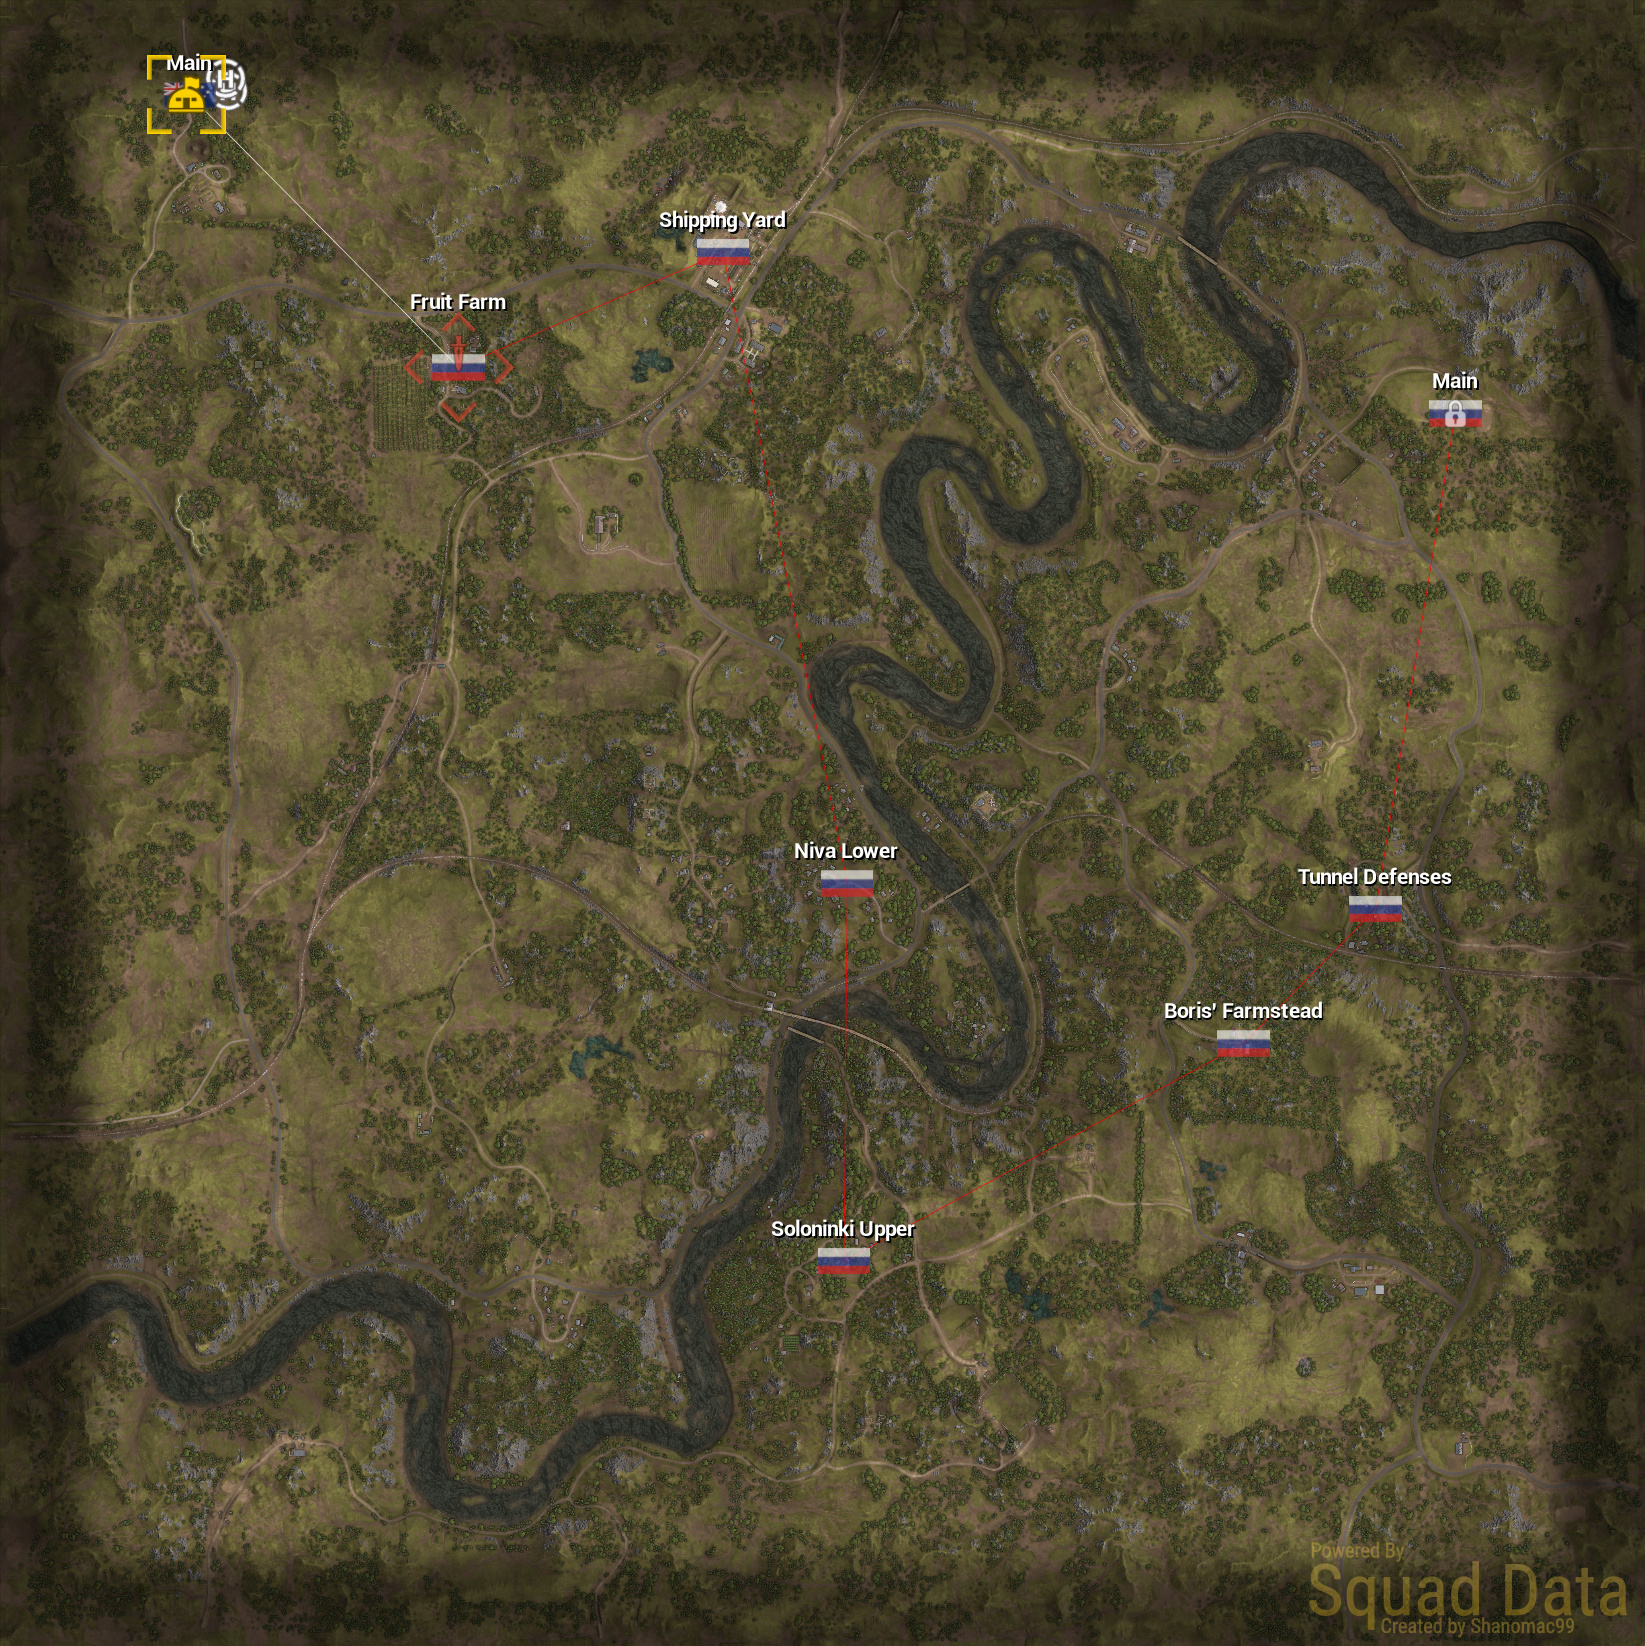 Main
H
Shipping Yard
Fruit Farm
Main
Niva Lower
Tunnel Defenses
Boris' Farmstead
Soloninki Upper
Powered By
Squad Data
Created by Shanomac99